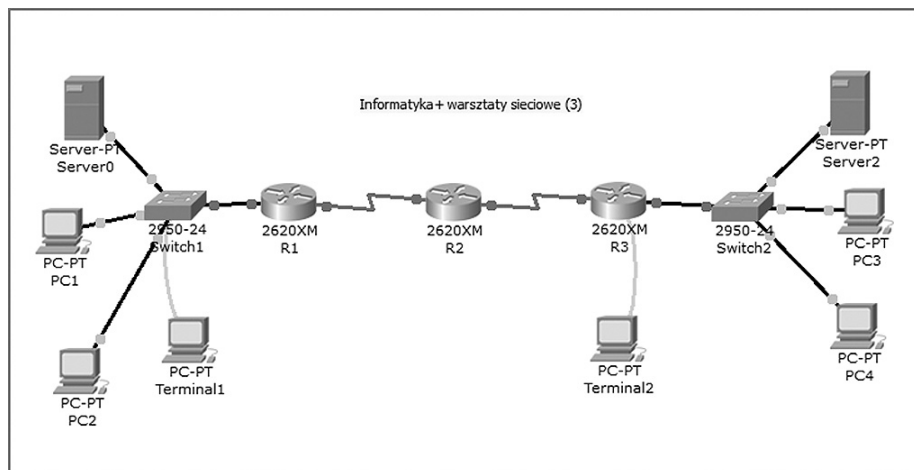 Informatyka+ warsztaty sieciowe (3)
Server-PT
Server0
Server-PT
Server2
2950-24
Switch1
2620XM
R1
2620XM
R2
2620XM
R3
2950-24
Switch2
PC-PT
PC1
PC-PT
PC3
PC-PT
PC2
PC-PT
Terminal1
PC-PT
Terminal2
PC-PT
PC4